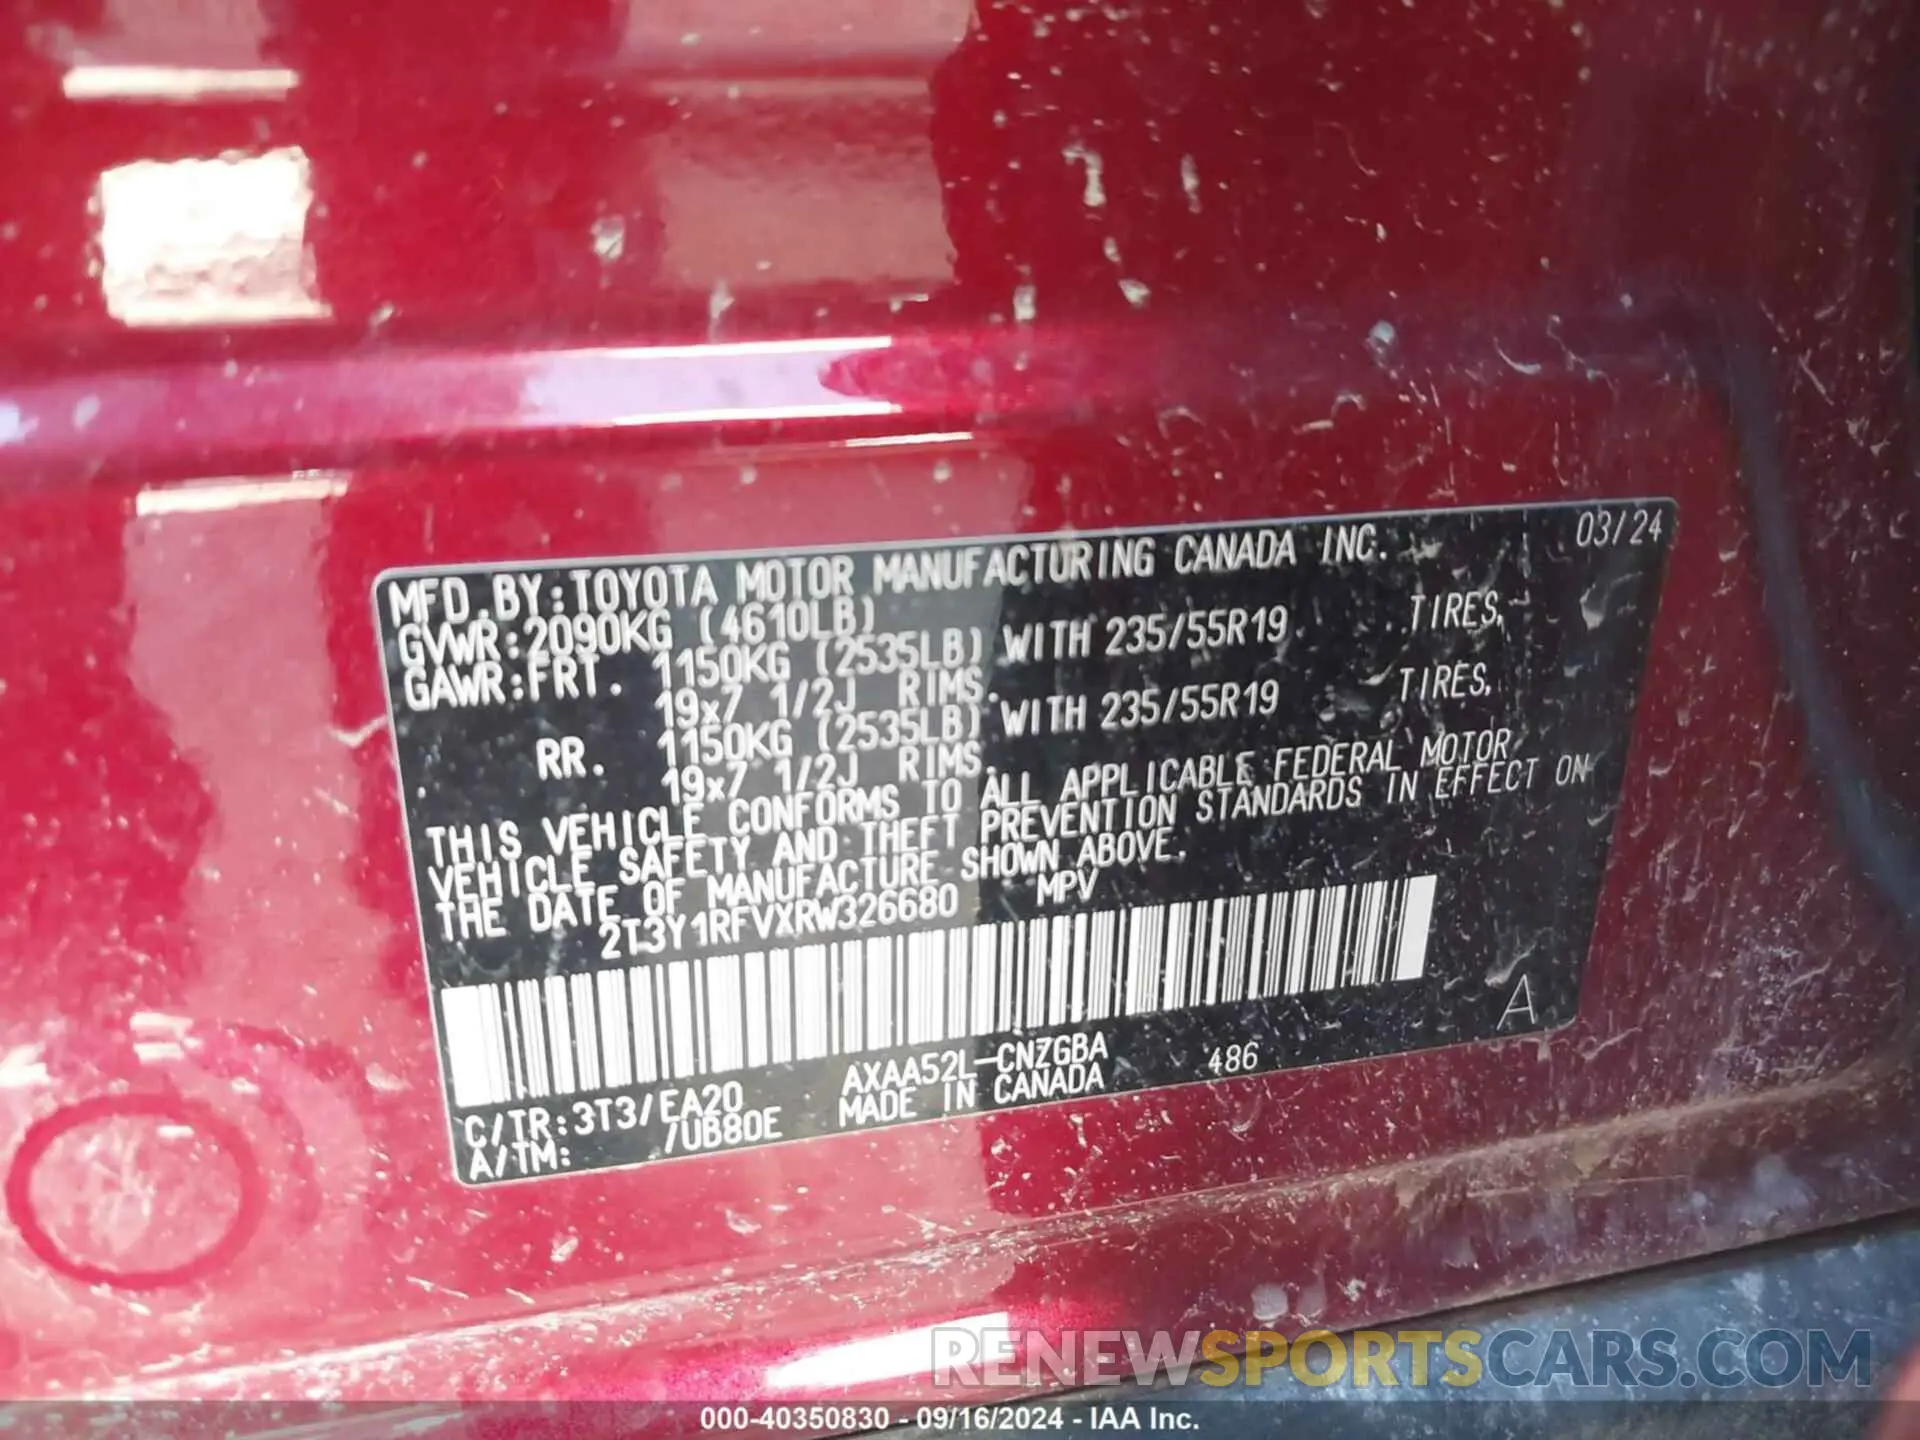 03/24
MFD.BY:TOYOTA MOTOR MANUFACTURING CANADA INC.
GVWR:2090KG (4610LB)
GAWR:FRT. 1150KG (2535LB) WITH 235/55R19 TIRES,
19x7 1/2J RIMS.
RR. 1150KG (2535LB) WITH 235/55R19 TIRES,
19x7 1/2J RIMS.
THIS VEHICLE CONFORMS TO ALL APPLICABLE FEDERAL MOTOR
VEHICLE SAFETY AND THEFT PREVENTION STANDARDS IN EFFECT ON
THE DATE OF MANUFACTURE SHOWN ABOVE.
2T3Y1RFVXRW326680 MPV
A
AXAA52L-CNZGBA 486
C/TR:3T3/EA20 MADE IN CANADA
A/TM: /UB80E
RENEWSPORTSCARS.COM
000-40350830 - 09/16/2024 - IAA Inc.